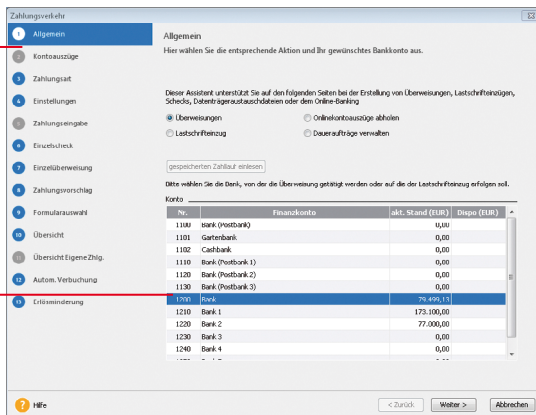 Zahlungsverkehr
1 Allgemein
2 Kontoauszüge
3 Zahlungsart
4 Einstellungen
5 Zahlungseingabe
6 Einzelscheck
7 Einzelüberweisung
8 Zahlungsvorschlag
9 Formularauswahl
10 Übersicht
11 Übersicht Eigene Zhlg.
12 Autom. Verbuchung
13 Erlösminderung
Allgemein
Hier wählen Sie die entsprechende Aktion und Ihr gewünschtes Bankkonto aus.
Dieser Assistent unterstützt Sie auf den folgenden Seiten bei der Erstellung von Überweisungen, Lastschrifteinzügen,
Schecks, Datenträgeraustauschdateien oder dem Online-Banking
Überweisungen Onlinekontoauszüge abholen
Lastschrifteinzug Daueraufträge verwalten
gespeicherten Zahllauf einlesen
Bitte wählen Sie die Bank, von der die Überweisung getätigt werden oder auf die der Lastschrifteinzug erfolgen soll.
Konto
Nr. Finanzkonto akt. Stand (EUR) Dispo (EUR)
1100 Bank (Postbank) 0,00
1101 Gartenbank 0,00
1102 Cashbank 0,00
1110 Bank (Postbank 1) 0,00
1120 Bank (Postbank 2) 0,00
1130 Bank (Postbank 3) 0,00
1200 Bank 79.499,13
1210 Bank 1 173.100,00
1220 Bank 2 77.000,00
1230 Bank 3 0,00
1240 Bank 4 0,00
? Hilfe < Zurück Weiter > Abbrechen